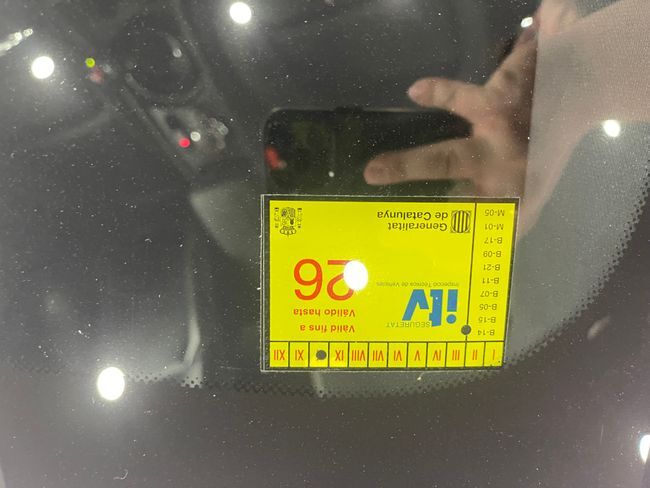 I II III IV V VI VII VIII IX XI XII
B-14
B-15
B-05
B-07
B-11
B-21
B-09
B-17
M-01
M-05
SEGURETAT
itv
Inspecció Tècnica de Vehicles
Vàlid fins a
Válido hasta
26
Generalitat
de Catalunya